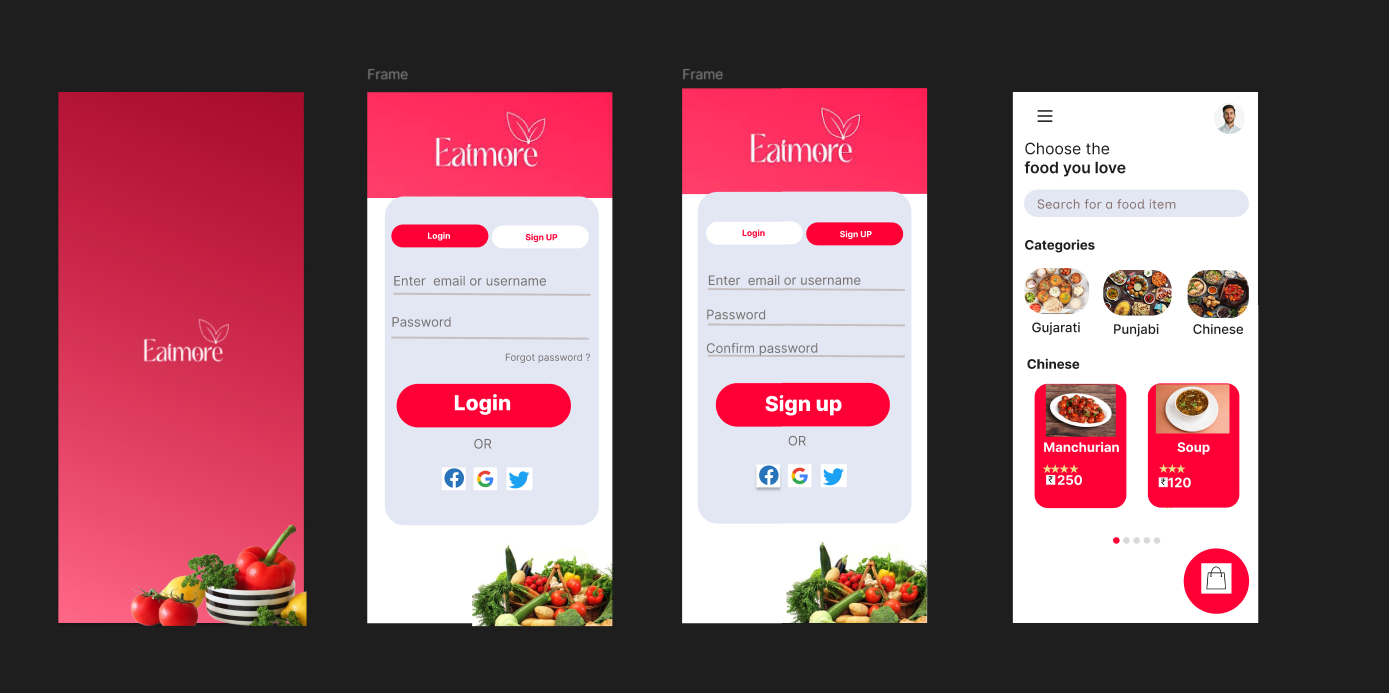 Eatmore
Frame
Eatmore
Login
Sign UP
Enter  email or username
Password
Forgot password ?
Login
OR
Frame
Eatmore
Login
Sign UP
Enter  email or username
Password
Confirm password
Sign up
OR
Choose the
food you love
Search for a food item
Categories
Gujarati
Punjabi
Chinese
Chinese
Manchurian
₹250
Soup
₹120